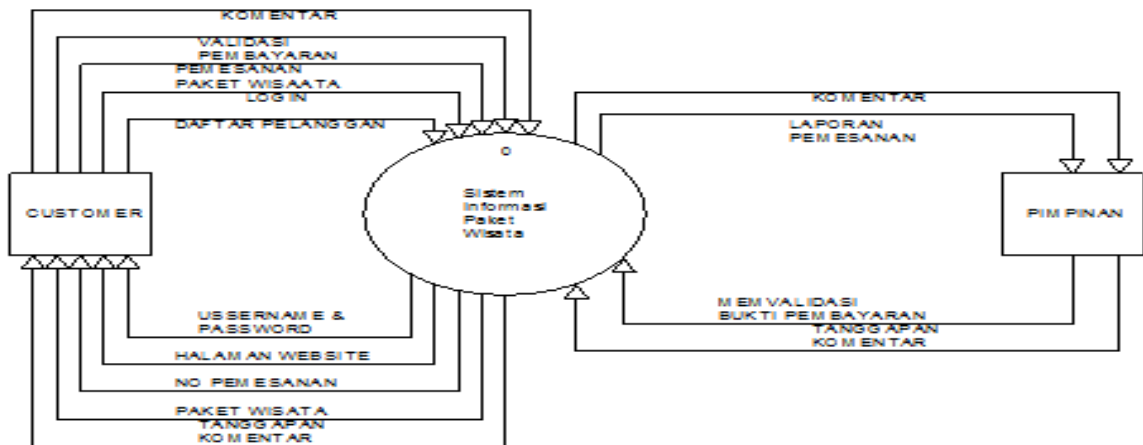 KOMENTAR
VALIDASI
PEMBAYARAN
PEMESANAN
PAKET WISAATA
LOGIN
DAFTAR PELANGGAN
KOMENTAR
LAPORAN
PEMESANAN
0
Sistem
Informasi
Paket
Wisata
CUSTOMER
PIMPINAN
USSERNAME &
PASSWORD
HALAMAN WEBSITE
NO PEMESANAN
PAKET WISATA
TANGGAPAN
KOMENTAR
MEMVALIDASI
BUKTI PEMBAYARAN
TANGGAPAN
KOMENTAR